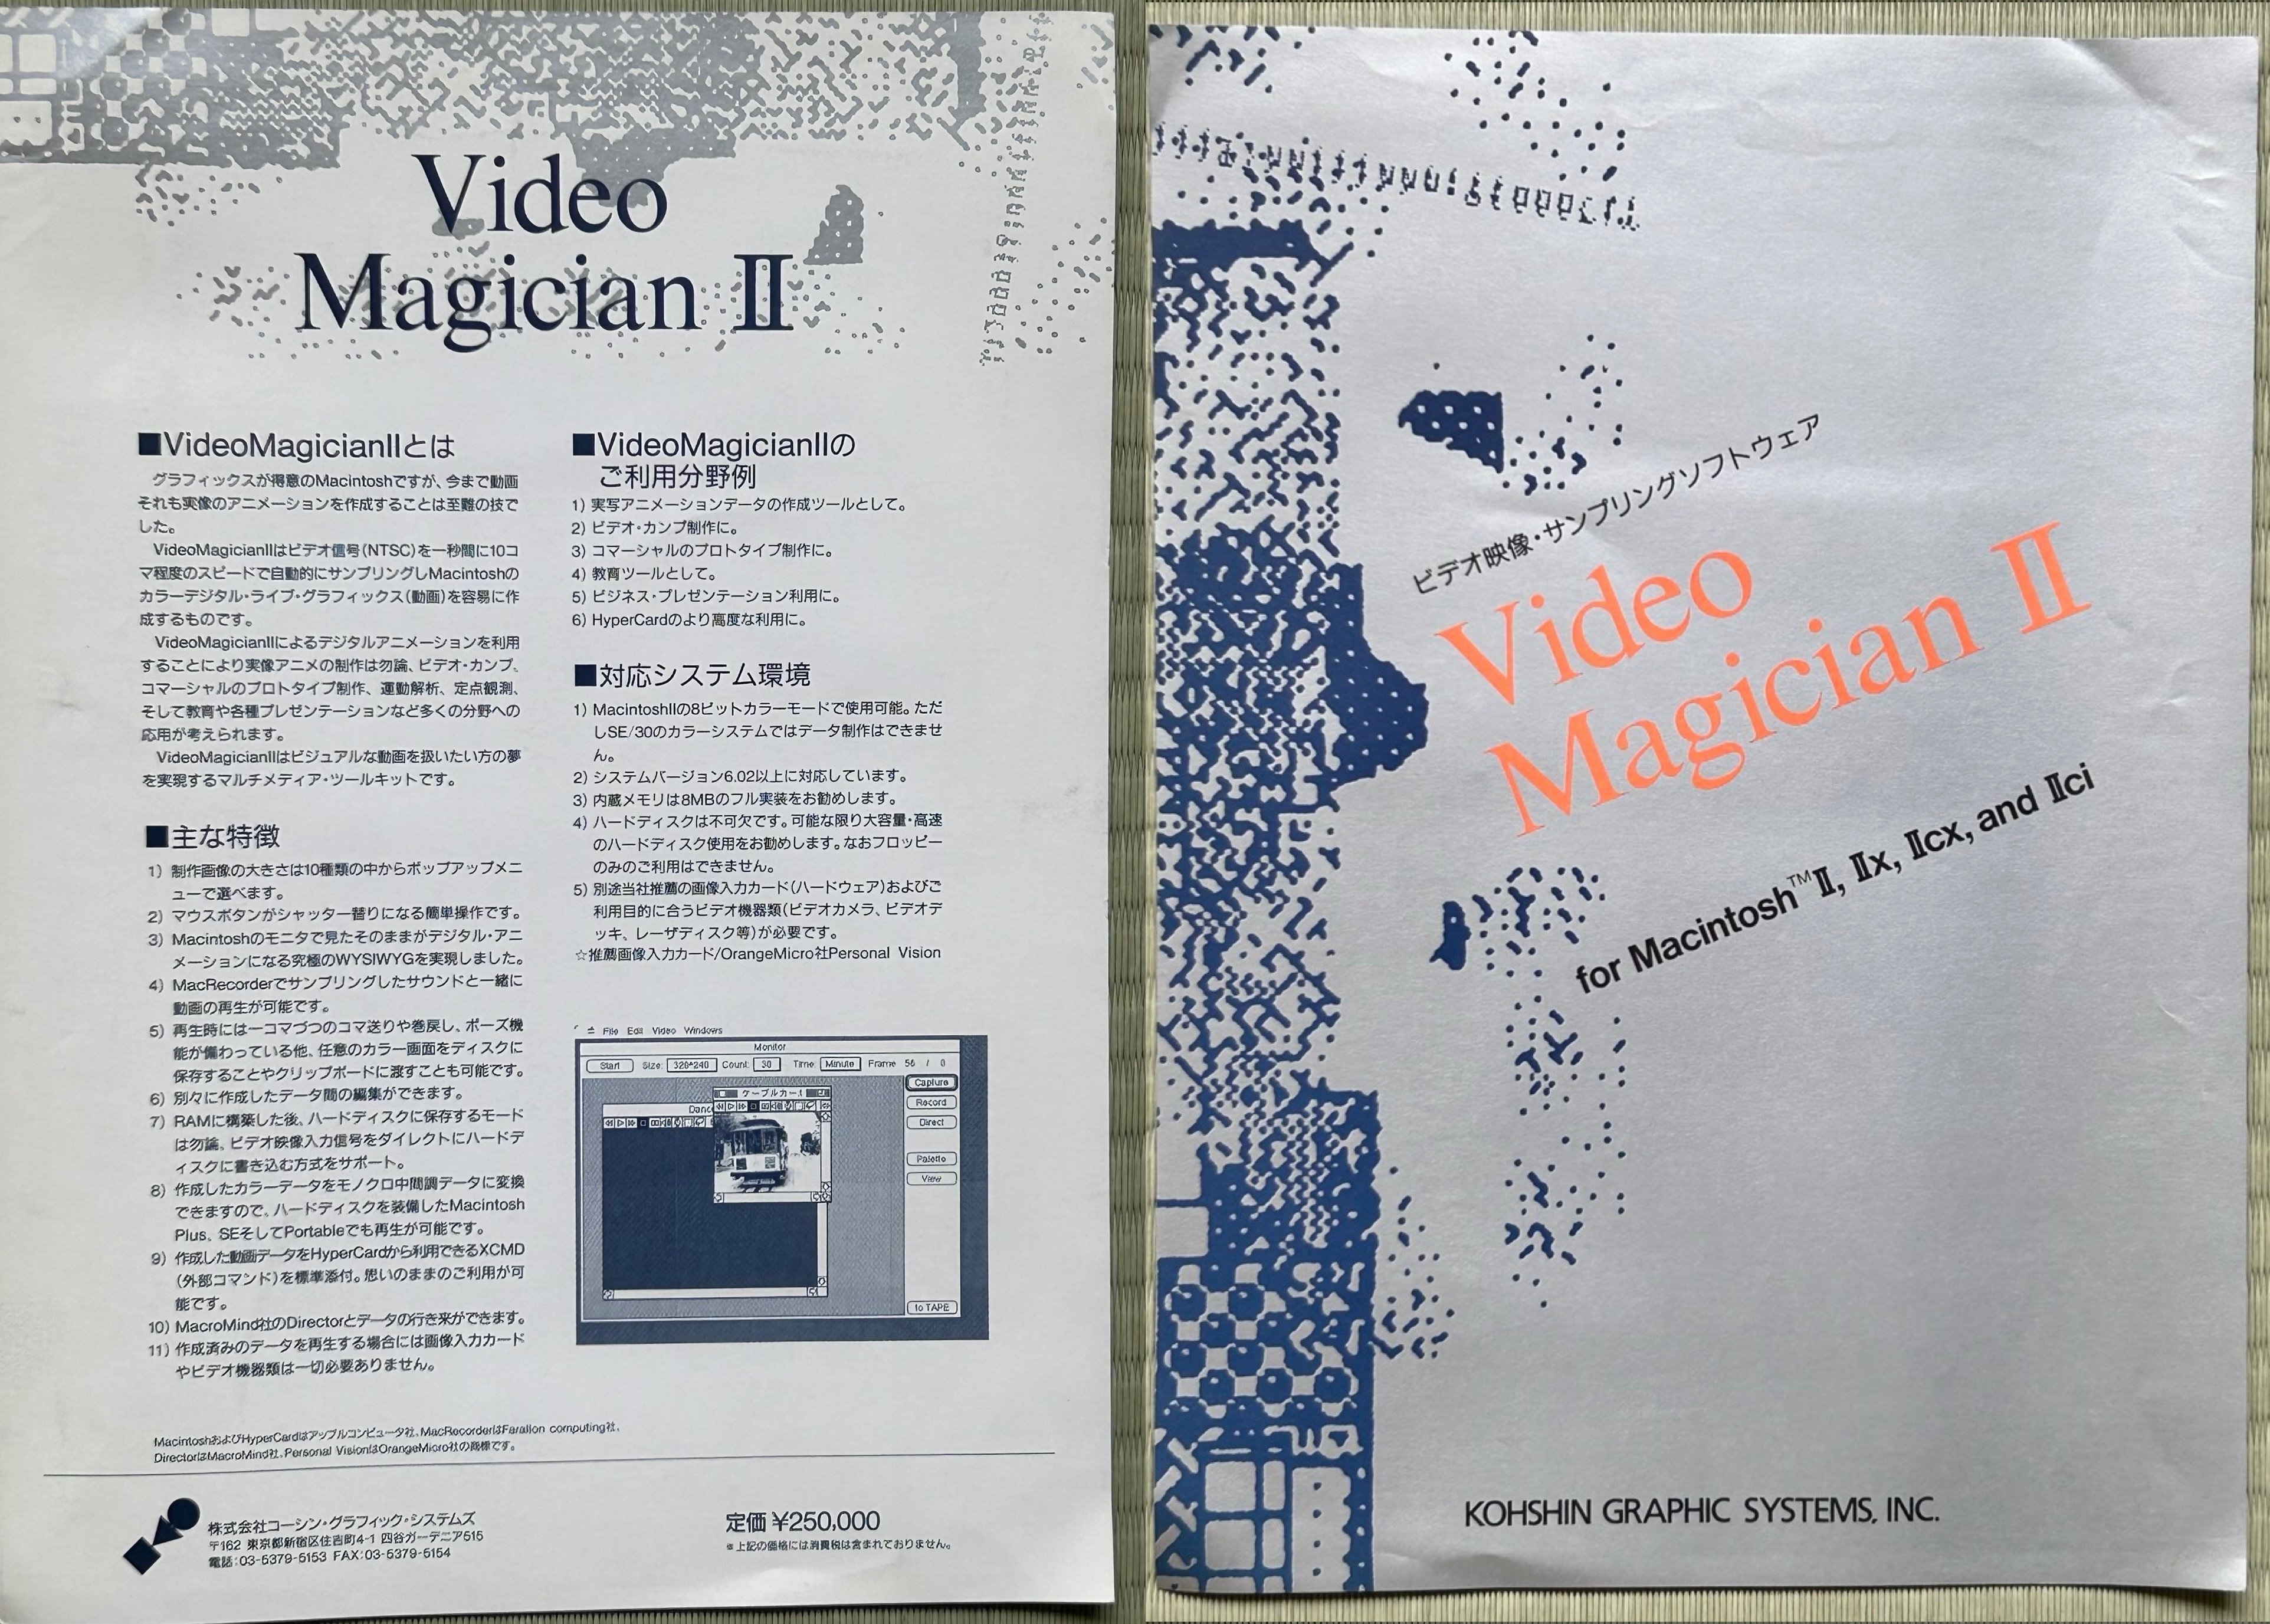 Video
Magician II
■VideoMagicianIIとは
グラフィックスが得意のMacintoshですが、今まで動画
それも実像のアニメーションを作成することは至難の技で
した。
VideoMagicianIIはビデオ信号(NTSC)を一秒間に10コ
マ程度のスピードで自動的にサンプリングしMacintoshの
カラーデジタル・ライブ・グラフィックス(動画)を容易に作
成するものです。
VideoMagicianIIによるデジタルアニメーションを利用
することにより実像アニメの制作は勿論、ビデオ・カンプ、
コマーシャルのプロトタイプ制作、運動解析、定点観測、
そして教育や各種プレゼンテーションなど多くの分野への
応用が考えられます。
VideoMagicianIIはビジュアルな動画を扱いたい方の夢
を実現するマルチメディア・ツールキットです。
■主な特徴
1) 制作画像の大きさは10種類の中からポップアップメニ
ューで選べます。
2) マウスボタンがシャッター替りになる簡単操作です。
3) Macintoshのモニタで見たそのままがデジタル・アニ
メーションになる究極のWYSIWYGを実現しました。
4) MacRecorderでサンプリングしたサウンドと一緒に
動画の再生が可能です。
5) 再生時には一コマづつのコマ送りや巻戻し、ポーズ機
能が備わっている他、任意のカラー画面をディスクに
保存することやクリップボードに渡すことも可能です。
6) 別々に作成したデータ間の編集ができます。
7) RAMに構築した後、ハードディスクに保存するモード
は勿論、ビデオ映像入力信号をダイレクトにハードデ
ィスクに書き込む方式をサポート。
8) 作成したカラーデータをモノクロ中間調データに変換
できますので、ハードディスクを装備したMacintosh
Plus、SEそしてPortableでも再生が可能です。
9) 作成した動画データをHyperCardから利用できるXCMD
(外部コマンド)を標準添付。思いのままのご利用が可
能です。
10) MacroMind社のDirectorとデータの行き来ができます。
11) 作成済みのデータを再生する場合には画像入力カード
やビデオ機器類は一切必要ありません。
■VideoMagicianIIの
ご利用分野例
1) 実写アニメーションデータの作成ツールとして。
2) ビデオ・カンプ制作に。
3) コマーシャルのプロトタイプ制作に。
4) 教育ツールとして。
5) ビジネス・プレゼンテーション利用に。
6) HyperCardのより高度な利用に。
■対応システム環境
1) MacintoshIIの8ビットカラーモードで使用可能。ただ
しSE/30のカラーシステムではデータ制作はできませ
ん。
2) システムバージョン6.02以上に対応しています。
3) 内蔵メモリは8MBのフル実装をお勧めします。
4) ハードディスクは不可欠です。可能な限り大容量・高速
のハードディスク使用をお勧めします。なおフロッピー
のみのご利用はできません。
5) 別途当社推薦の画像入力カード(ハードウェア)およびご
利用目的に合うビデオ機器類(ビデオカメラ、ビデオデ
ッキ、レーザディスク等)が必要です。
☆推薦画像入力カード/OrangeMicro社Personal Vision
File Edit Video Windows
Monitor
Start Size: 320*240 Count: 30 Time: Minute Frame 56 / 0
Capture
Record
Direct
Palette
View
to TAPE
Danc
ケーブルカー.1
MacintoshおよびHyperCardはアップルコンピュータ社、MacRecorderはFarallon computing社、
DirectorはMacroMind社、Personal VisionはOrangeMicro社の商標です。
株式会社コーシン・グラフィック・システムズ
〒162 東京都新宿区住吉町4-1 四谷ガーデニア515
電話:03-5379-5153 FAX:03-5379-5154
定価 ¥250,000
※上記の価格には消費税は含まれておりません。
ビデオ映像・サンプリングソフトウェア
Video
Magician II
for Macintosh™ II, IIx, IIcx, and IIci
KOHSHIN GRAPHIC SYSTEMS, INC.